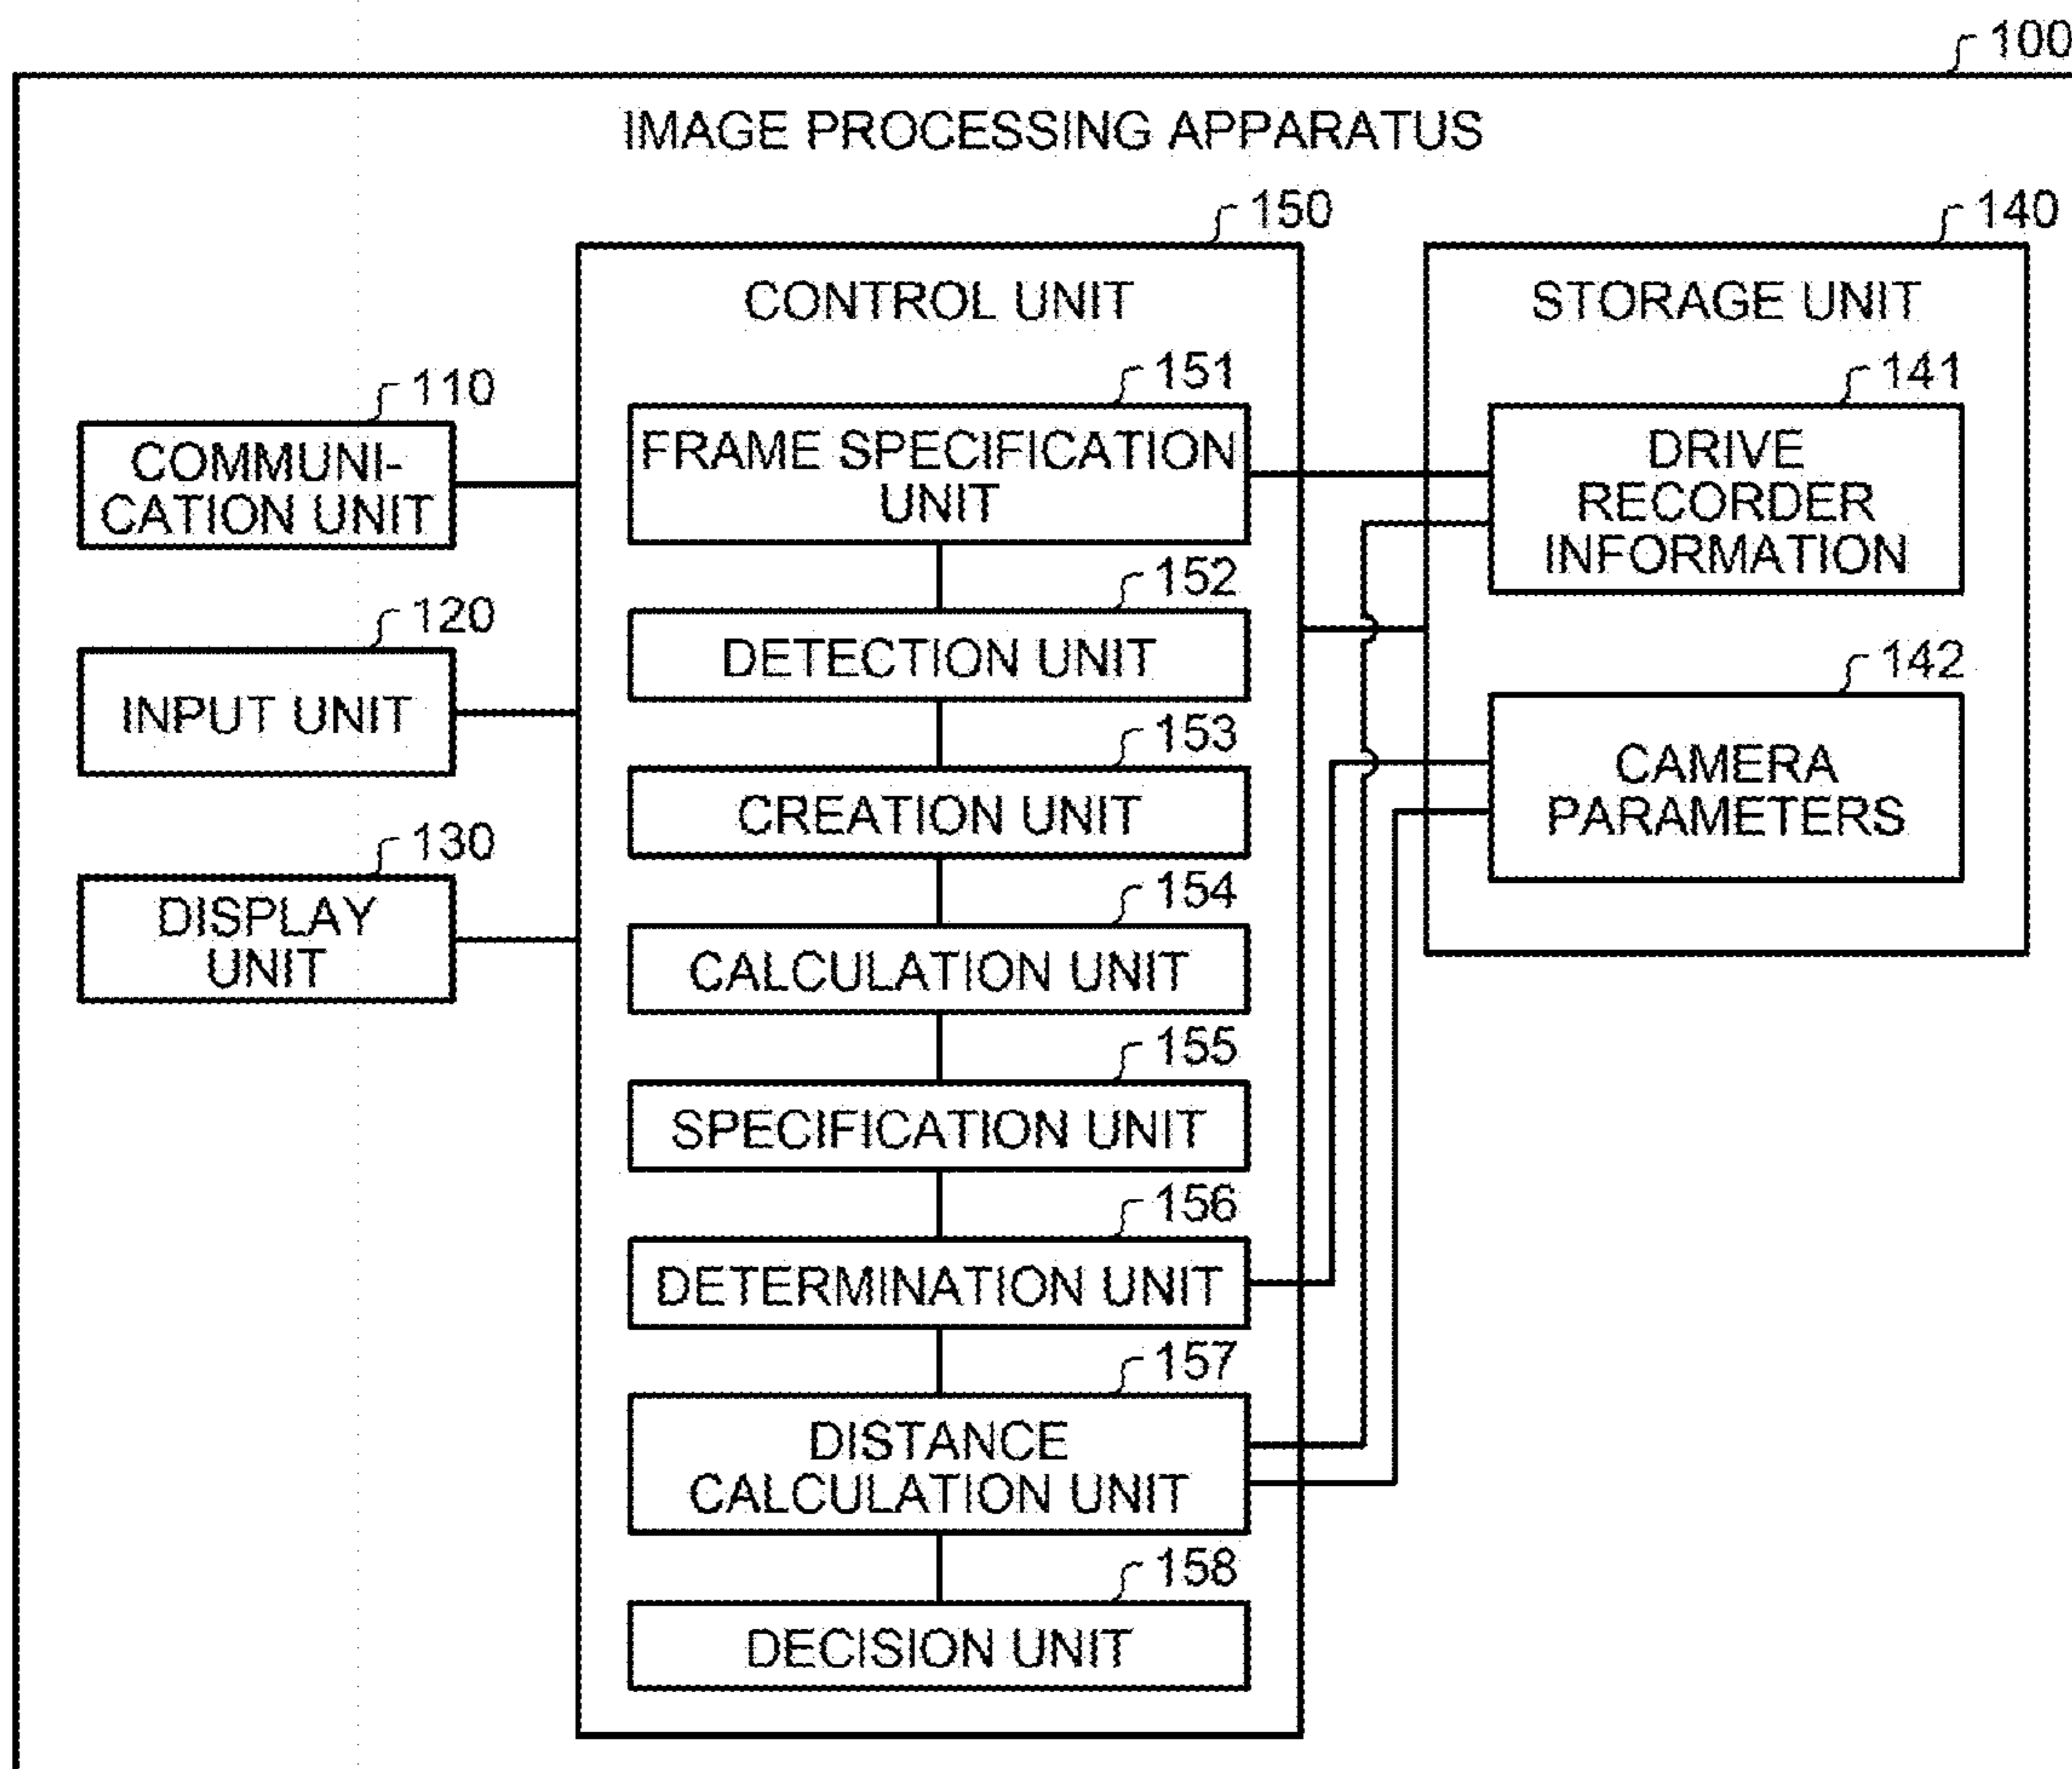 100
IMAGE PROCESSING APPARATUS
150
140
CONTROL UNIT
STORAGE UNIT
110
COMMUNI-
CATION UNIT
120
INPUT UNIT
130
DISPLAY
UNIT
151
FRAME SPECIFICATION
UNIT
152
DETECTION UNIT
153
CREATION UNIT
154
CALCULATION UNIT
155
SPECIFICATION UNIT
156
DETERMINATION UNIT
157
DISTANCE
CALCULATION UNIT
158
DECISION UNIT
141
DRIVE
RECORDER
INFORMATION
142
CAMERA
PARAMETERS